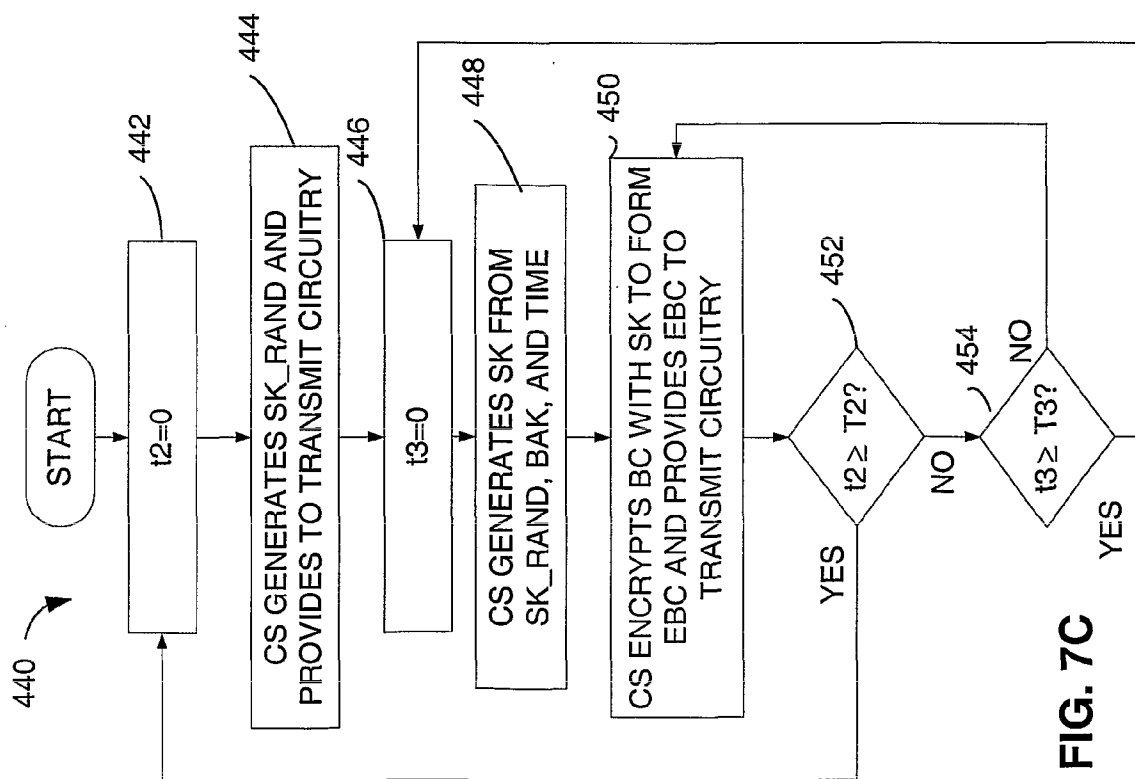 440
START
442
t2=0
444
CS GENERATES SK_RAND AND
PROVIDES TO TRANSMIT CIRCUITRY
446
t3=0
448
CS GENERATES SK FROM
SK_RAND, BAK, AND TIME
450
CS ENCRYPTS BC WITH SK TO FORM
EBC AND PROVIDES EBC TO
TRANSMIT CIRCUITRY
452
t2 ≥ T2?
YES
NO
454
t3 ≥ T3?
NO
YES
FIG. 7C